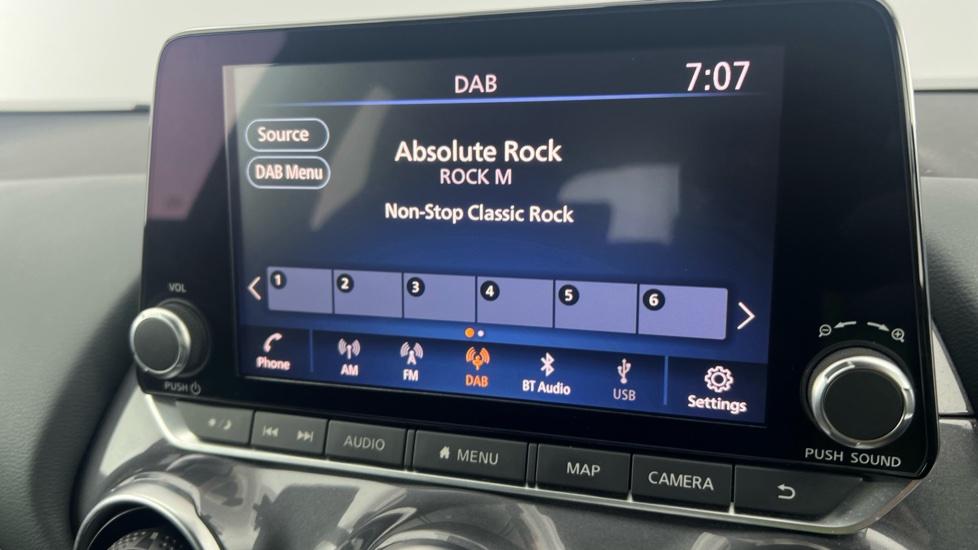 DAB
7:07
Source
DAB Menu
Absolute Rock
ROCK M
Non-Stop Classic Rock
1 2 3 4 5 6
Phone AM FM DAB BT Audio USB Settings
VOL
PUSH
PUSH SOUND
AUDIO MENU MAP CAMERA